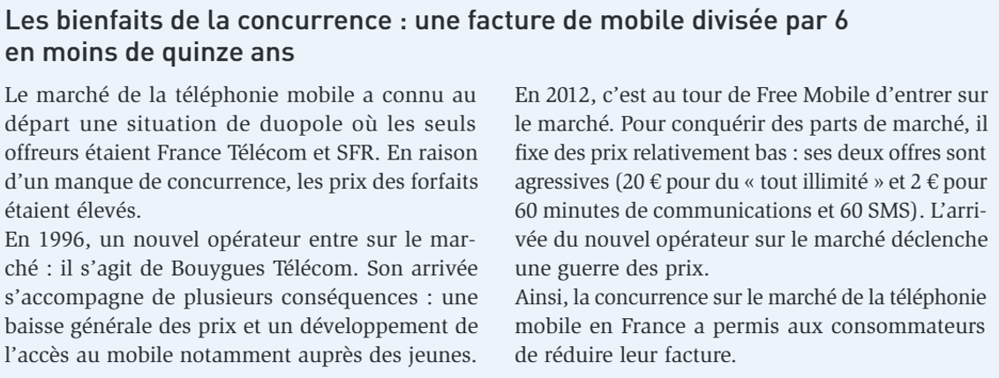 Les bienfaits de la concurrence : une facture de mobile divisée par 6
en moins de quinze ans
Le marché de la téléphonie mobile a connu au
départ une situation de duopole où les seuls
offreurs étaient France Télécom et SFR. En raison
d'un manque de concurrence, les prix des forfaits
étaient élevés.
En 1996, un nouvel opérateur entre sur le mar-
ché : il s'agit de Bouygues Télécom. Son arrivée
s'accompagne de plusieurs conséquences : une
baisse générale des prix et un développement de
l'accès au mobile notamment auprès des jeunes.
En 2012, c'est au tour de Free Mobile d'entrer sur
le marché. Pour conquérir des parts de marché, il
fixe des prix relativement bas : ses deux offres sont
agressives (20 € pour du « tout illimité » et 2 € pour
60 minutes de communications et 60 SMS). L'arri-
vée du nouvel opérateur sur le marché déclenche
une guerre des prix.
Ainsi, la concurrence sur le marché de la téléphonie
mobile en France a permis aux consommateurs
de réduire leur facture.